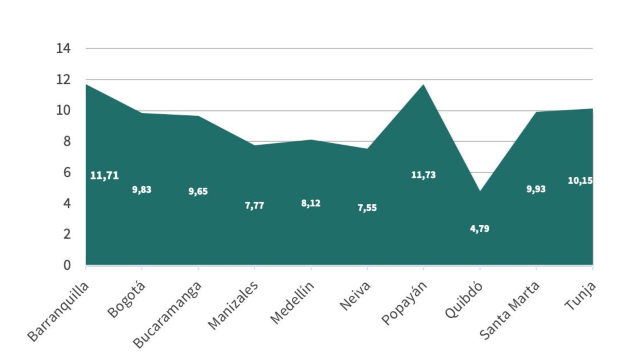 14
12
10
8
6
4
2
0
11,71
9,83
9,65
7,77
8,12
7,55
11,73
4,79
9,93
10,15
Barranquilla
Bogotá
Bucaramanga
Manizales
Medellín
Neiva
Popayán
Quibdó
Santa Marta
Tunja